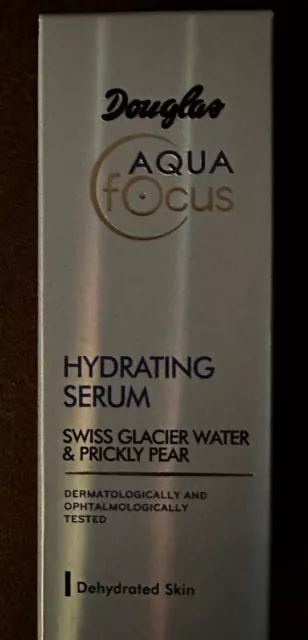 Douglas
AQUA
fOcus
HYDRATING
SERUM
SWISS GLACIER WATER
& PRICKLY PEAR
DERMATOLOGICALLY AND
OPHTALMOLOGICALLY
TESTED
Dehydrated Skin